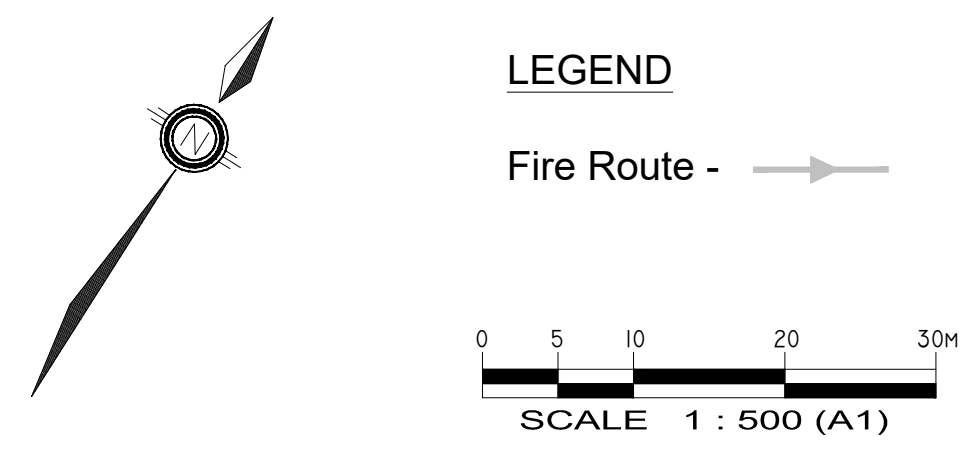 LEGEND
Fire Route -
N
0 5 10 20 30M
SCALE 1 : 500 (A1)